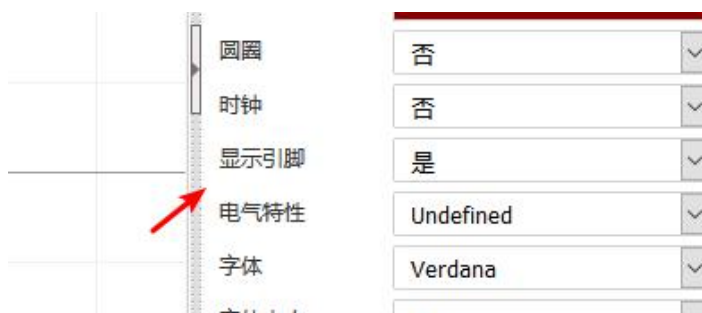 圆圈 否
时钟 否
显示引脚 是
电气特性 Undefined
字体 Verdana